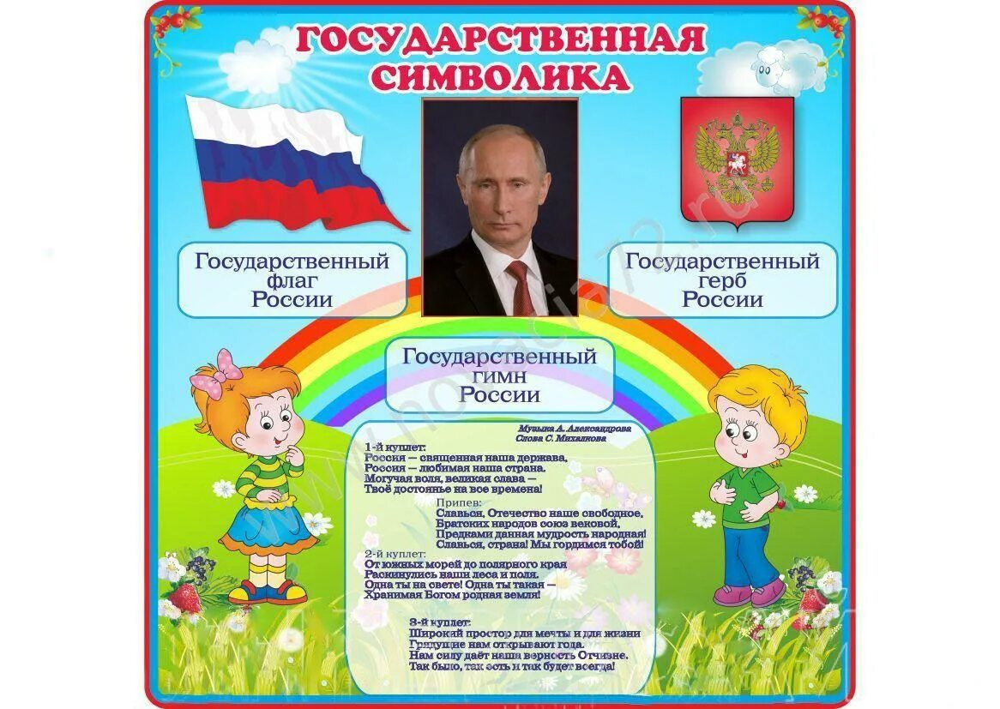 ГОСУДАРСТВЕННАЯ
СИМВОЛИКА
Государственный
флаг
России
Государственный
герб
России
Государственный
гимн
России
Музыка А. Александрова
Слова С. Михалкова
1-й куплет:
Россия — священная наша держава,
Россия — любимая наша страна.
Могучая воля, великая слава —
Твоё достоянье на все времена!
Припев:
Славься, Отечество наше свободное,
Братских народов союз вековой,
Предками данная мудрость народная!
Славься, страна! Мы гордимся тобой!
2-й куплет:
От южных морей до полярного края
Раскинулись наши леса и поля.
Одна ты на свете! Одна ты такая —
Хранимая Богом родная земля!
3-й куплет:
Широкий простор для мечты и для жизни
Грядущие нам открывают года.
Нам силу даёт наша верность Отчизне.
Так было, так есть и так будет всегда!
www.novacia72.ru